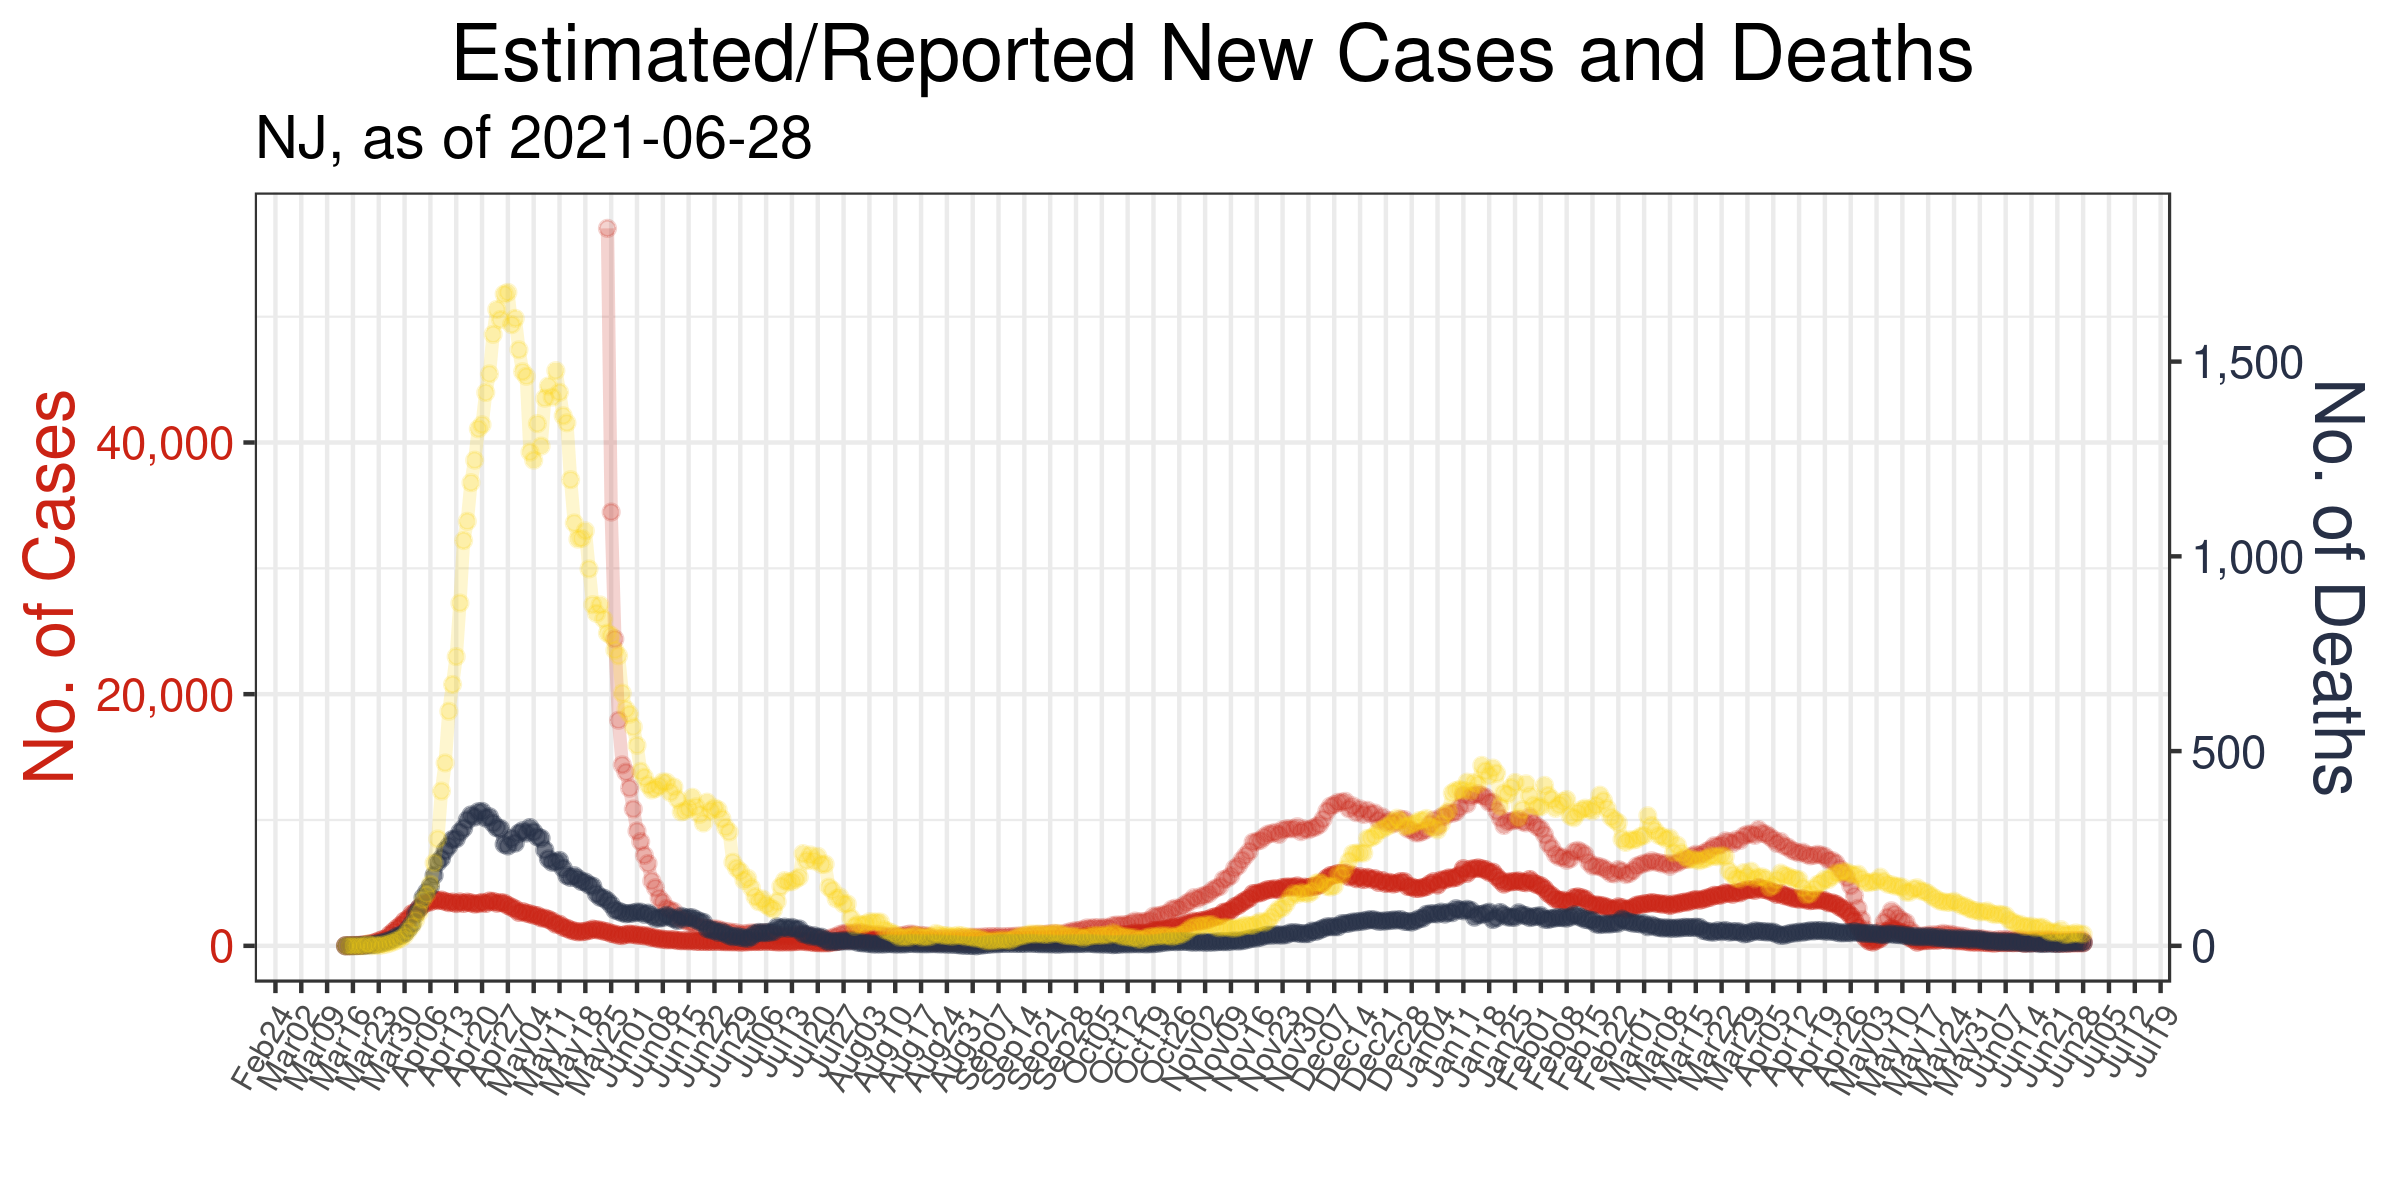 Estimated/Reported New Cases and Deaths
NJ, as of 2021-06-28
No. of Cases
40,000
20,000
0
1,500
1,000
500
0
No. of Deaths
Feb24
Mar02
Mar09
Mar16
Mar23
Mar30
Apr06
Apr13
Apr20
Apr27
May04
May11
May18
May25
Jun01
Jun08
Jun15
Jun22
Jun29
Jul06
Jul13
Jul20
Jul27
Aug03
Aug10
Aug17
Aug24
Aug31
Sep07
Sep14
Sep21
Sep28
Oct05
Oct12
Oct19
Oct26
Nov02
Nov09
Nov16
Nov23
Nov30
Dec07
Dec14
Dec21
Dec28
Jan04
Jan11
Jan18
Jan25
Feb01
Feb08
Feb15
Feb22
Mar01
Mar08
Mar15
Mar22
Mar29
Apr05
Apr12
Apr19
Apr26
May03
May10
May17
May24
May31
Jun07
Jun14
Jun21
Jun28
Jul05
Jul12
Jul19